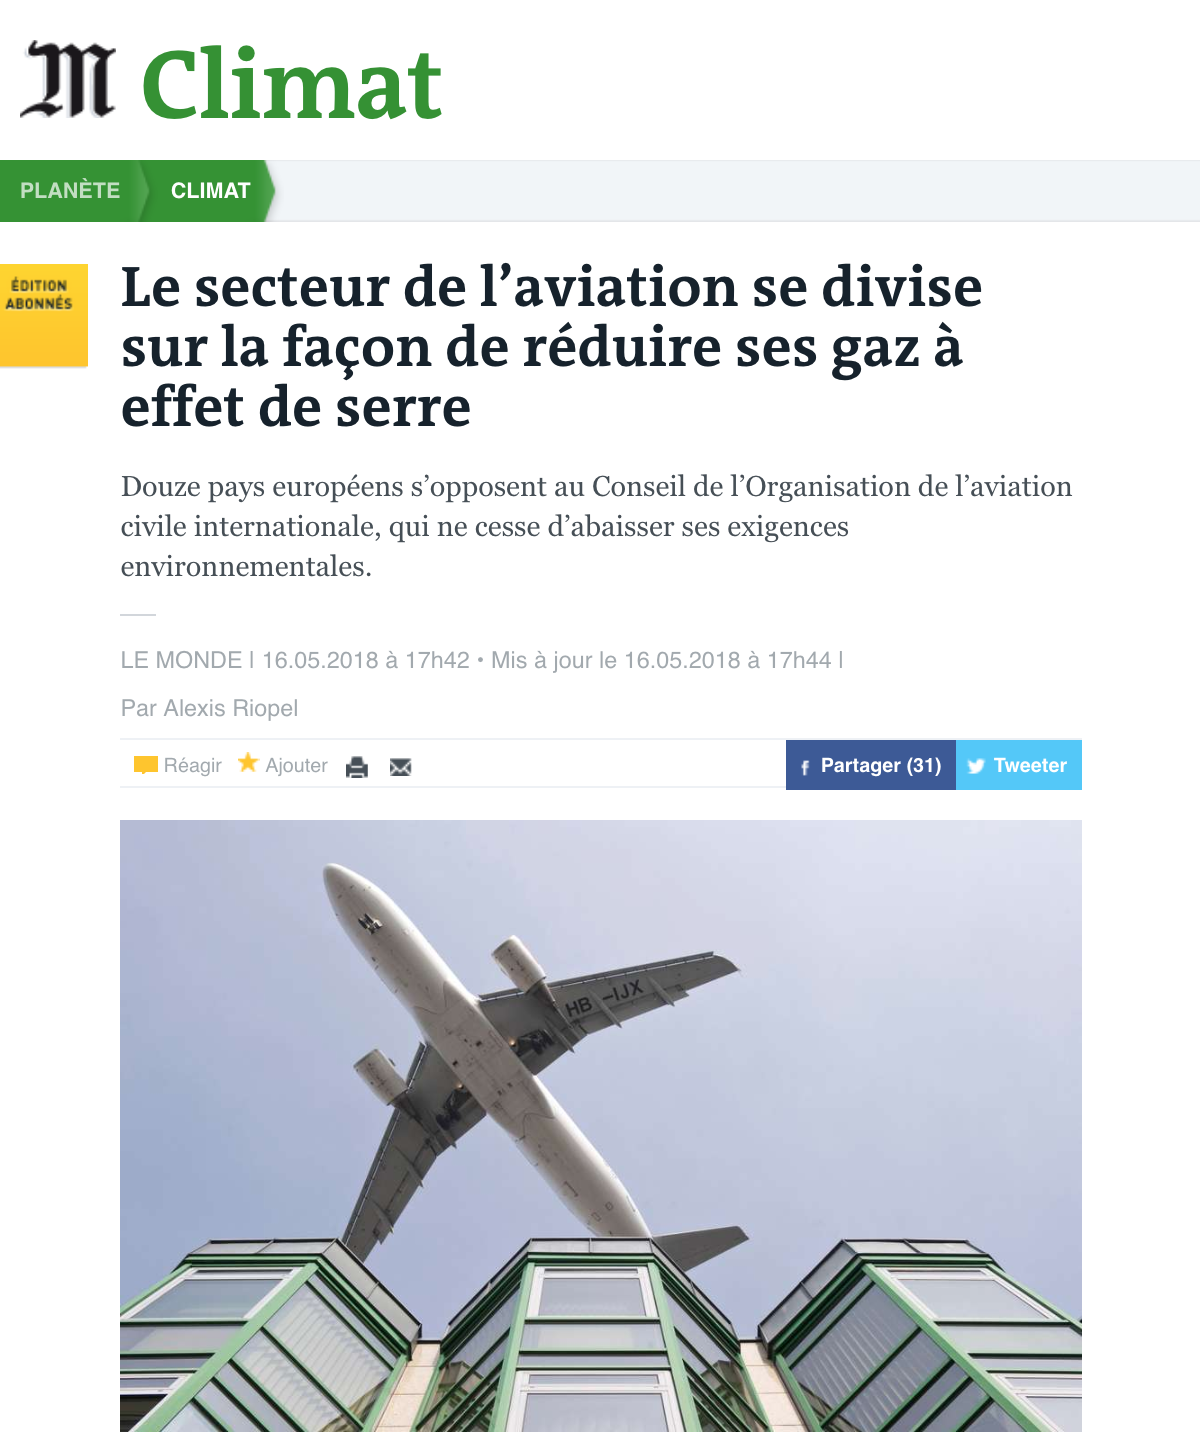 M Climat
PLANÈTE CLIMAT
ÉDITION
ABONNÉS
Le secteur de l’aviation se divise
sur la façon de réduire ses gaz à
effet de serre
Douze pays européens s’opposent au Conseil de l’Organisation de l’aviation
civile internationale, qui ne cesse d’abaisser ses exigences
environnementales.
LE MONDE | 16.05.2018 à 17h42 • Mis à jour le 16.05.2018 à 17h44 |
Par Alexis Riopel
Réagir Ajouter f Partager (31) Tweeter
HB-IJX